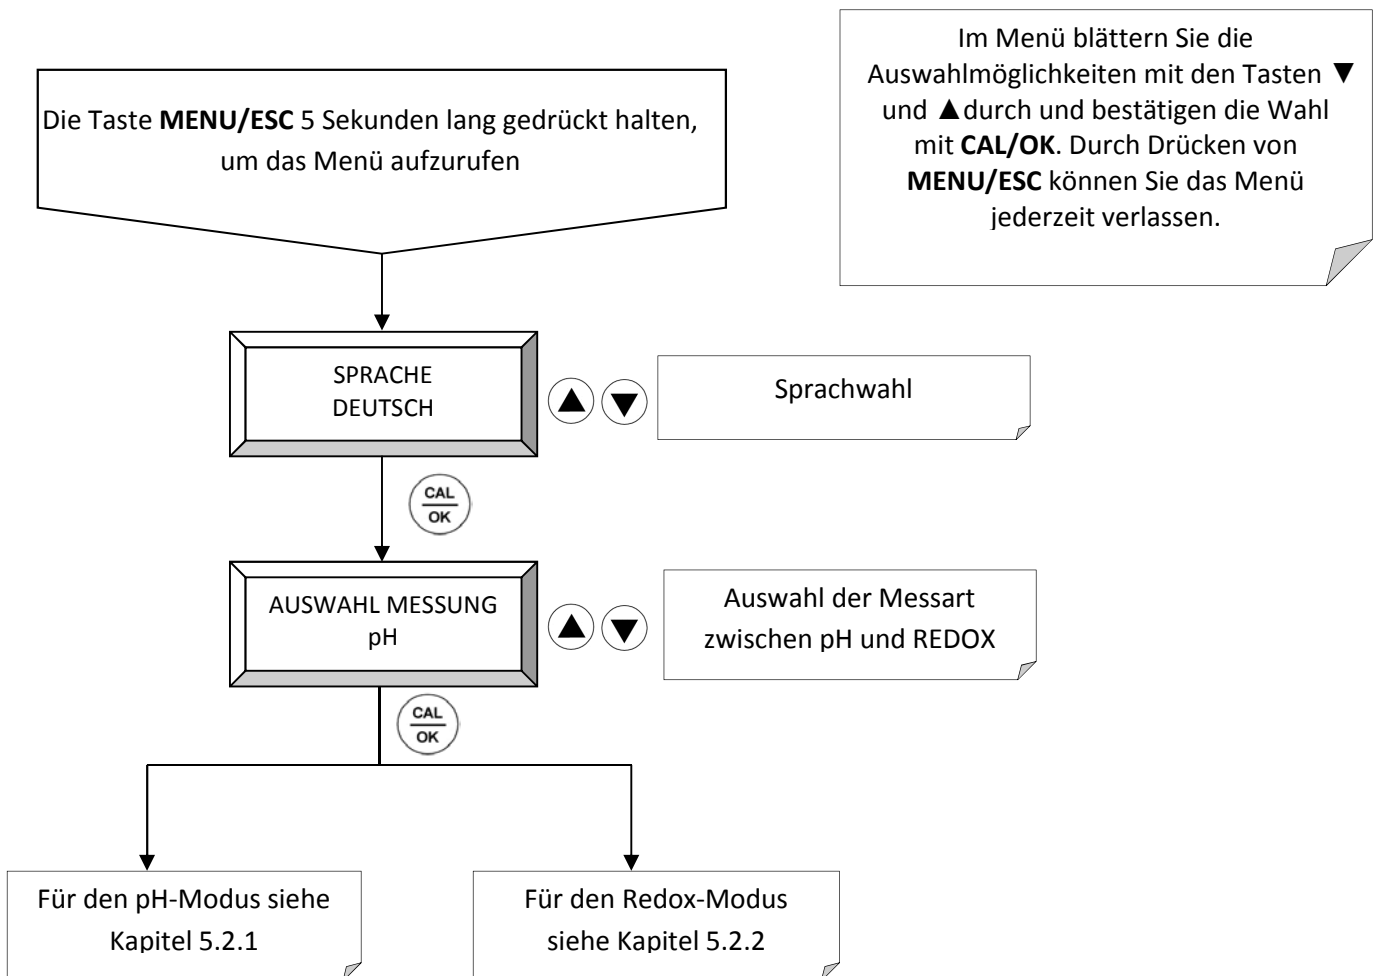 Die Taste MENU/ESC 5 Sekunden lang gedrückt halten,
um das Menü aufzurufen
Im Menü blättern Sie die
Auswahlmöglichkeiten mit den Tasten ▼
und ▲durch und bestätigen die Wahl
mit CAL/OK. Durch Drücken von
MENU/ESC können Sie das Menü
jederzeit verlassen.
SPRACHE
DEUTSCH
▲ ▼
Sprachwahl
CAL
OK
AUSWAHL MESSUNG
pH
▲ ▼
Auswahl der Messart
zwischen pH und REDOX
CAL
OK
Für den pH-Modus siehe
Kapitel 5.2.1
Für den Redox-Modus
siehe Kapitel 5.2.2